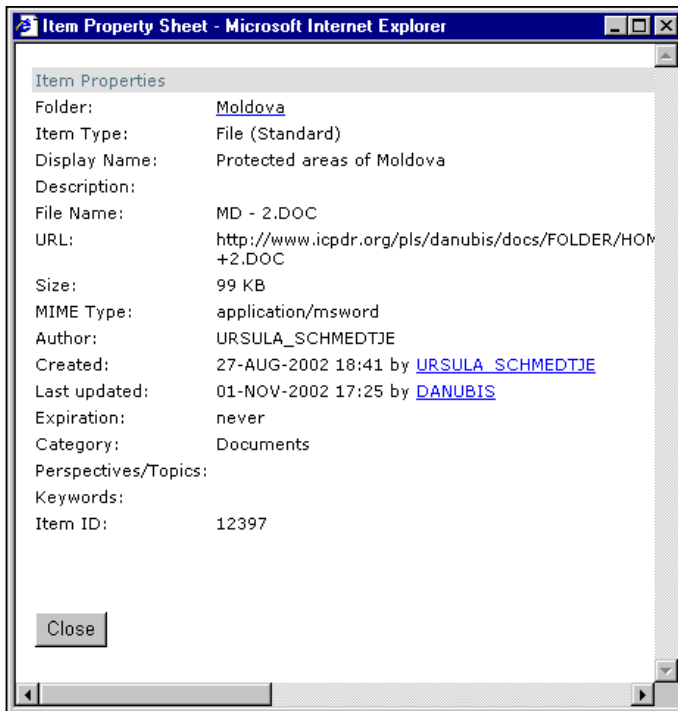 Item Property Sheet - Microsoft Internet Explorer
Item Properties
Folder: Moldova
Item Type: File (Standard)
Display Name: Protected areas of Moldova
Description:
File Name: MD - 2.DOC
URL: http://www.icpdr.org/pls/danubis/docs/FOLDER/HOM
+2.DOC
Size: 99 KB
MIME Type: application/msword
Author: URSULA_SCHMEDTJE
Created: 27-AUG-2002 18:41 by URSULA_SCHMEDTJE
Last updated: 01-NOV-2002 17:25 by DANUBIS
Expiration: never
Category: Documents
Perspectives/Topics:
Keywords:
Item ID: 12397
Close